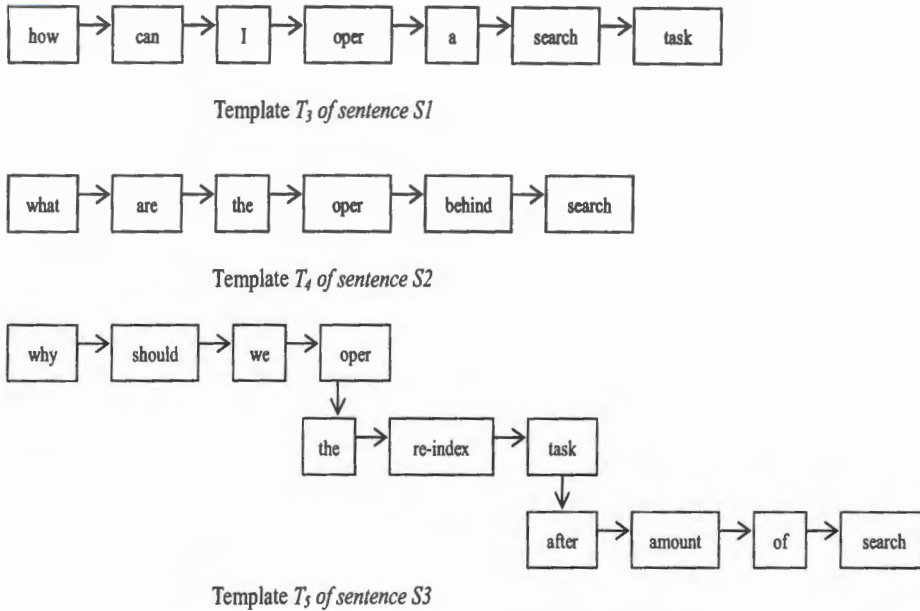 how can I oper a search task
Template T3 of sentence S1
what are the oper behind search
Template T4 of sentence S2
why should we oper
the re-index task
after amount of search
Template T5 of sentence S3